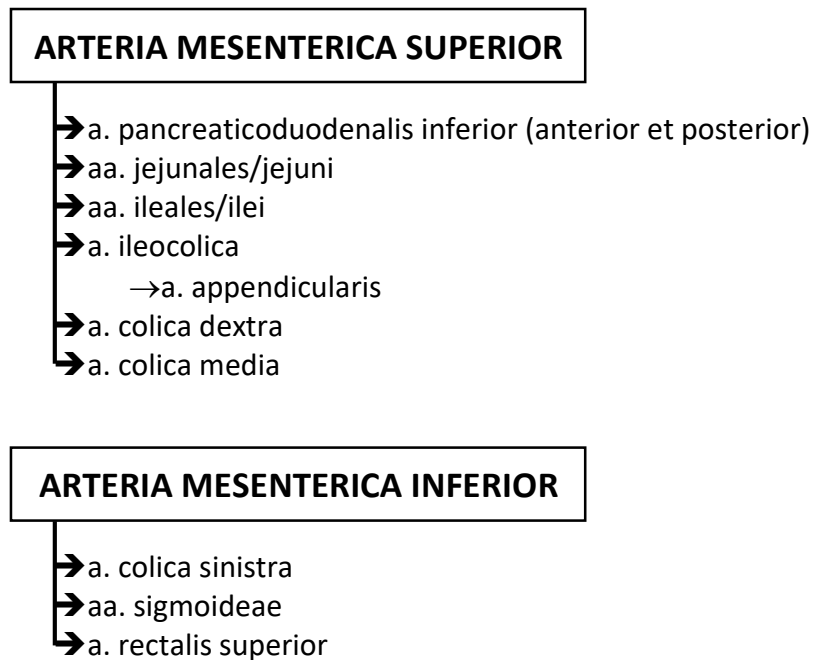 ARTERIA MESENTERICA SUPERIOR
➔a. pancreaticoduodenalis inferior (anterior et posterior)
➔aa. jejunales/jejuni
➔aa. ileales/ilei
➔a. ileocolica
→a. appendicularis
➔a. colica dextra
➔a. colica media
ARTERIA MESENTERICA INFERIOR
➔a. colica sinistra
➔aa. sigmoideae
➔a. rectalis superior